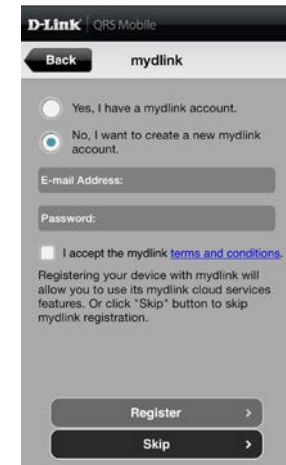 D-Link QRS Mobile
Back mydlink
Yes, I have a mydlink account.
No, I want to create a new mydlink
account.
E-mail Address:
Password:
I accept the mydlink terms and conditions.
Registering your device with mydlink will
allow you to use its mydlink cloud services
features. Or click "Skip" button to skip
mydlink registration.
Register >
Skip >